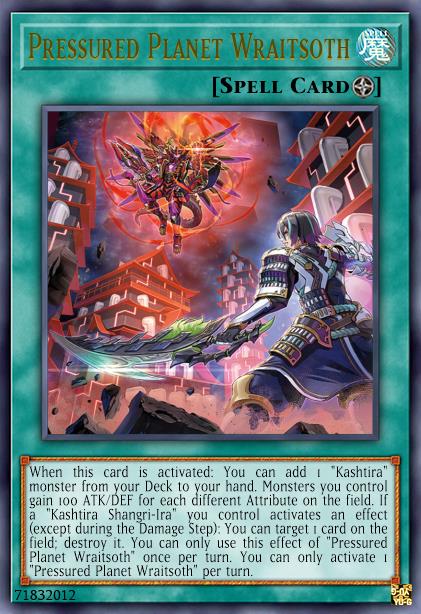 Pressured Planet Wraitsoth
SPELL
魔
[Spell Card]
When this card is activated: You can add 1 "Kashtira"
monster from your Deck to your hand. Monsters you control
gain 100 ATK/DEF for each different Attribute on the field. If
a "Kashtira Shangri-Ira" you control activates an effect
(except during the Damage Step): You can target 1 card on the
field; destroy it. You can only use this effect of "Pressured
Planet Wraitsoth" once per turn. You can only activate 1
"Pressured Planet Wraitsoth" per turn.
71832012